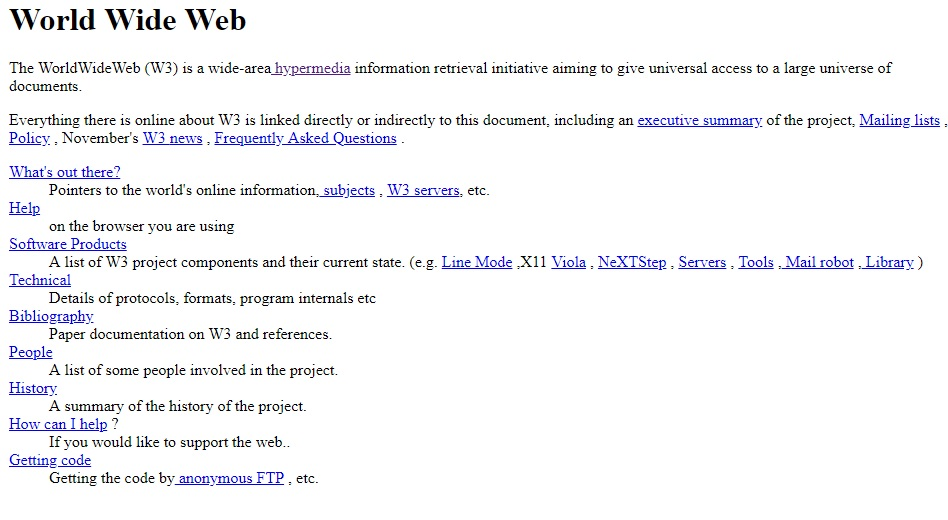 World Wide Web
The WorldWideWeb (W3) is a wide-area hypermedia information retrieval initiative aiming to give universal access to a large universe of
documents.
Everything there is online about W3 is linked directly or indirectly to this document, including an executive summary of the project, Mailing lists ,
Policy , November's W3 news , Frequently Asked Questions .
What's out there?
Pointers to the world's online information, subjects , W3 servers, etc.
Help
on the browser you are using
Software Products
A list of W3 project components and their current state. (e.g. Line Mode ,X11 Viola , NeXTStep , Servers , Tools , Mail robot , Library )
Technical
Details of protocols, formats, program internals etc
Bibliography
Paper documentation on W3 and references.
People
A list of some people involved in the project.
History
A summary of the history of the project.
How can I help ?
If you would like to support the web..
Getting code
Getting the code by anonymous FTP , etc.